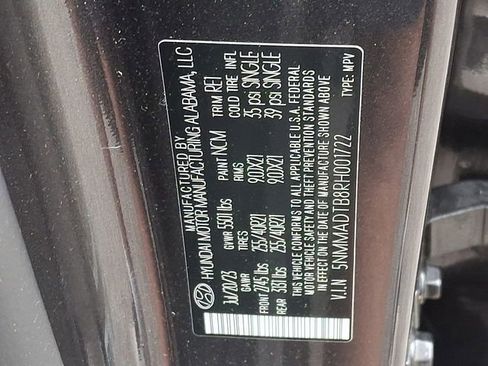 MANUFACTURED BY
HYUNDAI MOTOR MANUFACTURING ALABAMA, LLC
Jul/20/23 PAINT NCM TRIM
GVWR 5501 lbs
GAWR TIRES RIMS COLD TIRE INFL
FRONT 2745 lbs 255/40R21 9.0JX21 35 psi SINGLE
REAR 3131 lbs 255/40R21 9.0JX21 39 psi SINGLE
THIS VEHICLE CONFORMS TO ALL APPLICABLE U.S.A. FEDERAL
MOTOR VEHICLE SAFETY AND THEFT PREVENTION STANDARDS
IN EFFECT ON THE DATE OF MANUFACTURE SHOWN ABOVE
V.I.N 5NMMADTB8RH001722 TYPE: MPV